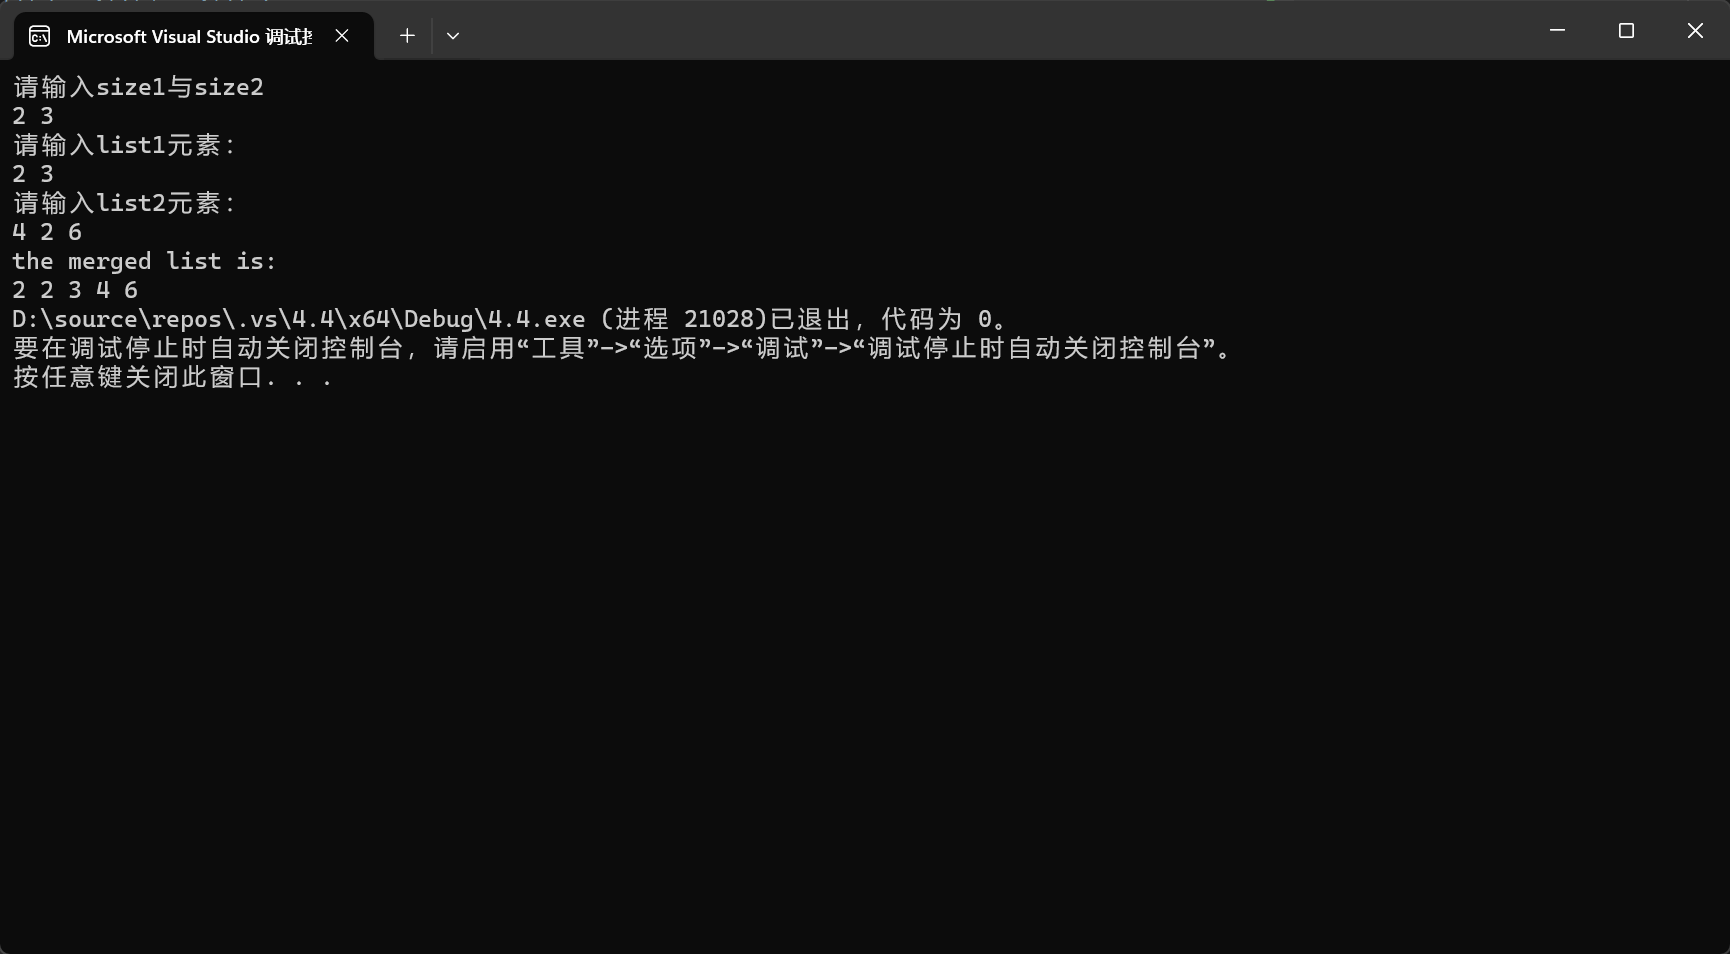 Microsoft Visual Studio 调试
请输入size1与size2
2 3
请输入list1元素:
2 3
请输入list2元素:
4 2 6
the merged list is:
2 2 3 4 6
D:\source\repos\.vs\4.4\x64\Debug\4.4.exe (进程 21028)已退出，代码为 0。
要在调试停止时自动关闭控制台，请启用“工具”->“选项”->“调试”->“调试停止时自动关闭控制台”。
按任意键关闭此窗口. . .